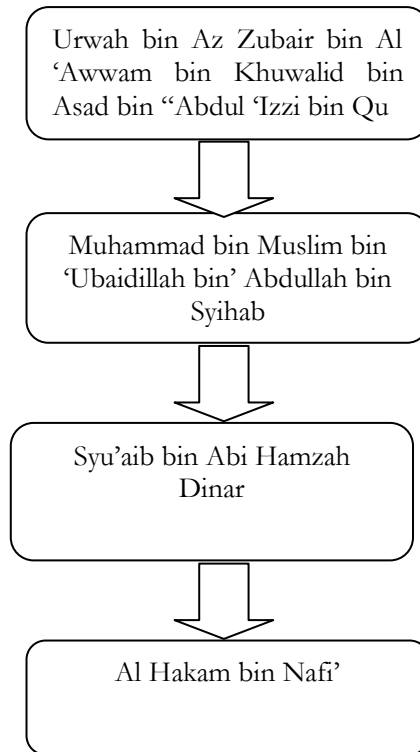 Urwah bin Az Zubair bin Al
‘Awwam bin Khuwalid bin
Asad bin “Abdul ‘Izzi bin Qu
Muhammad bin Muslim bin
‘Ubaidillah bin’ Abdullah bin
Syihab
Syu’aib bin Abi Hamzah
Dinar
Al Hakam bin Nafi’